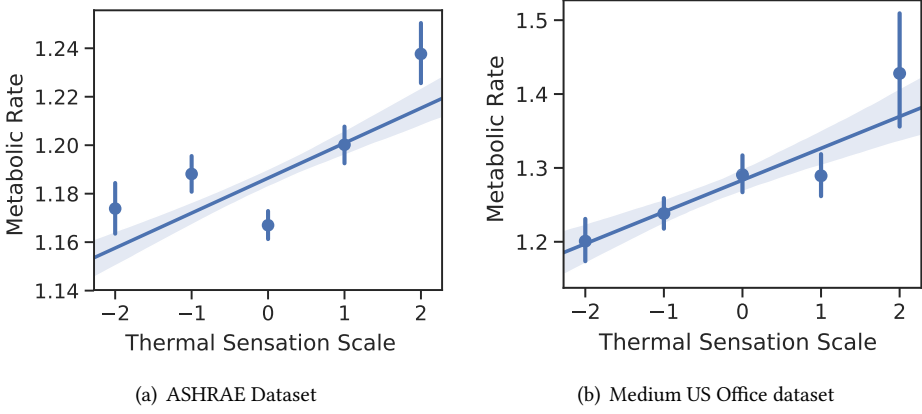 Metabolic Rate
1.24
1.22
1.20
1.18
1.16
1.14
−2 −1 0 1 2
Thermal Sensation Scale
(a) ASHRAE Dataset
Metabolic Rate
1.5
1.4
1.3
1.2
−2 −1 0 1 2
Thermal Sensation Scale
(b) Medium US Office dataset